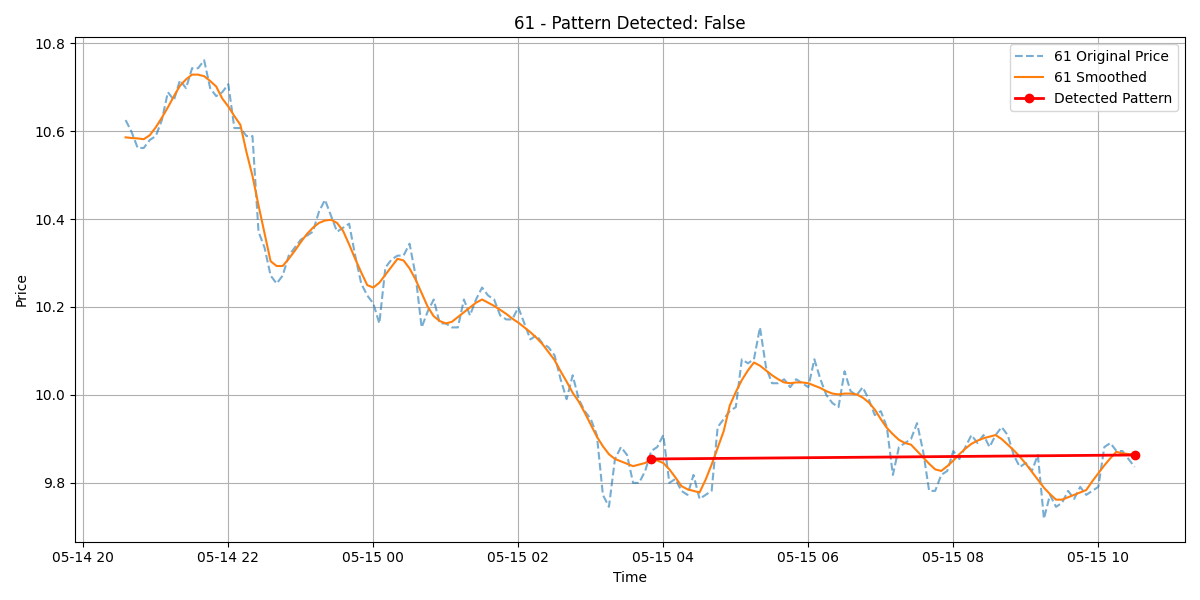 61 - Pattern Detected: False
61 Original Price
61 Smoothed
Detected Pattern
Price
10.8
10.6
10.4
10.2
10.0
9.8
05-14 20 05-14 22 05-15 00 05-15 02 05-15 04 05-15 06 05-15 08 05-15 10
Time